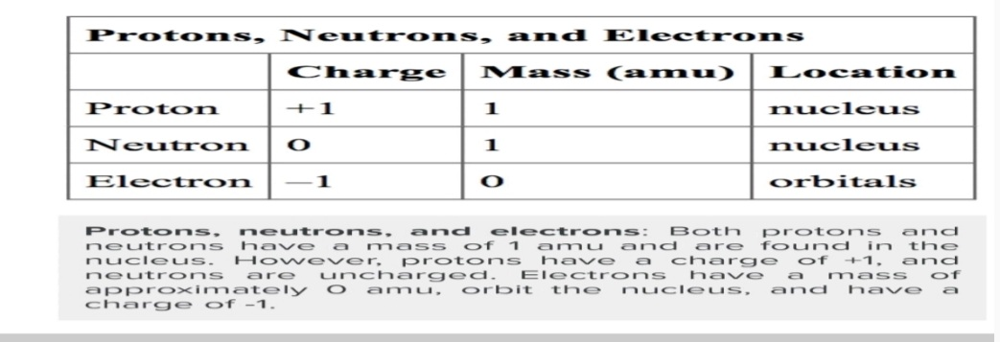 Protons, Neutrons, and Electrons
Charge Mass (amu) Location
Proton +1 1 nucleus
Neutron 0 1 nucleus
Electron −1 0 orbitals
Protons, neutrons, and electrons: Both protons and
neutrons have a mass of 1 amu and are found in the
nucleus. However, protons have a charge of +1, and
neutrons are uncharged. Electrons have a mass of
approximately 0 amu, orbit the nucleus, and have a
charge of -1.